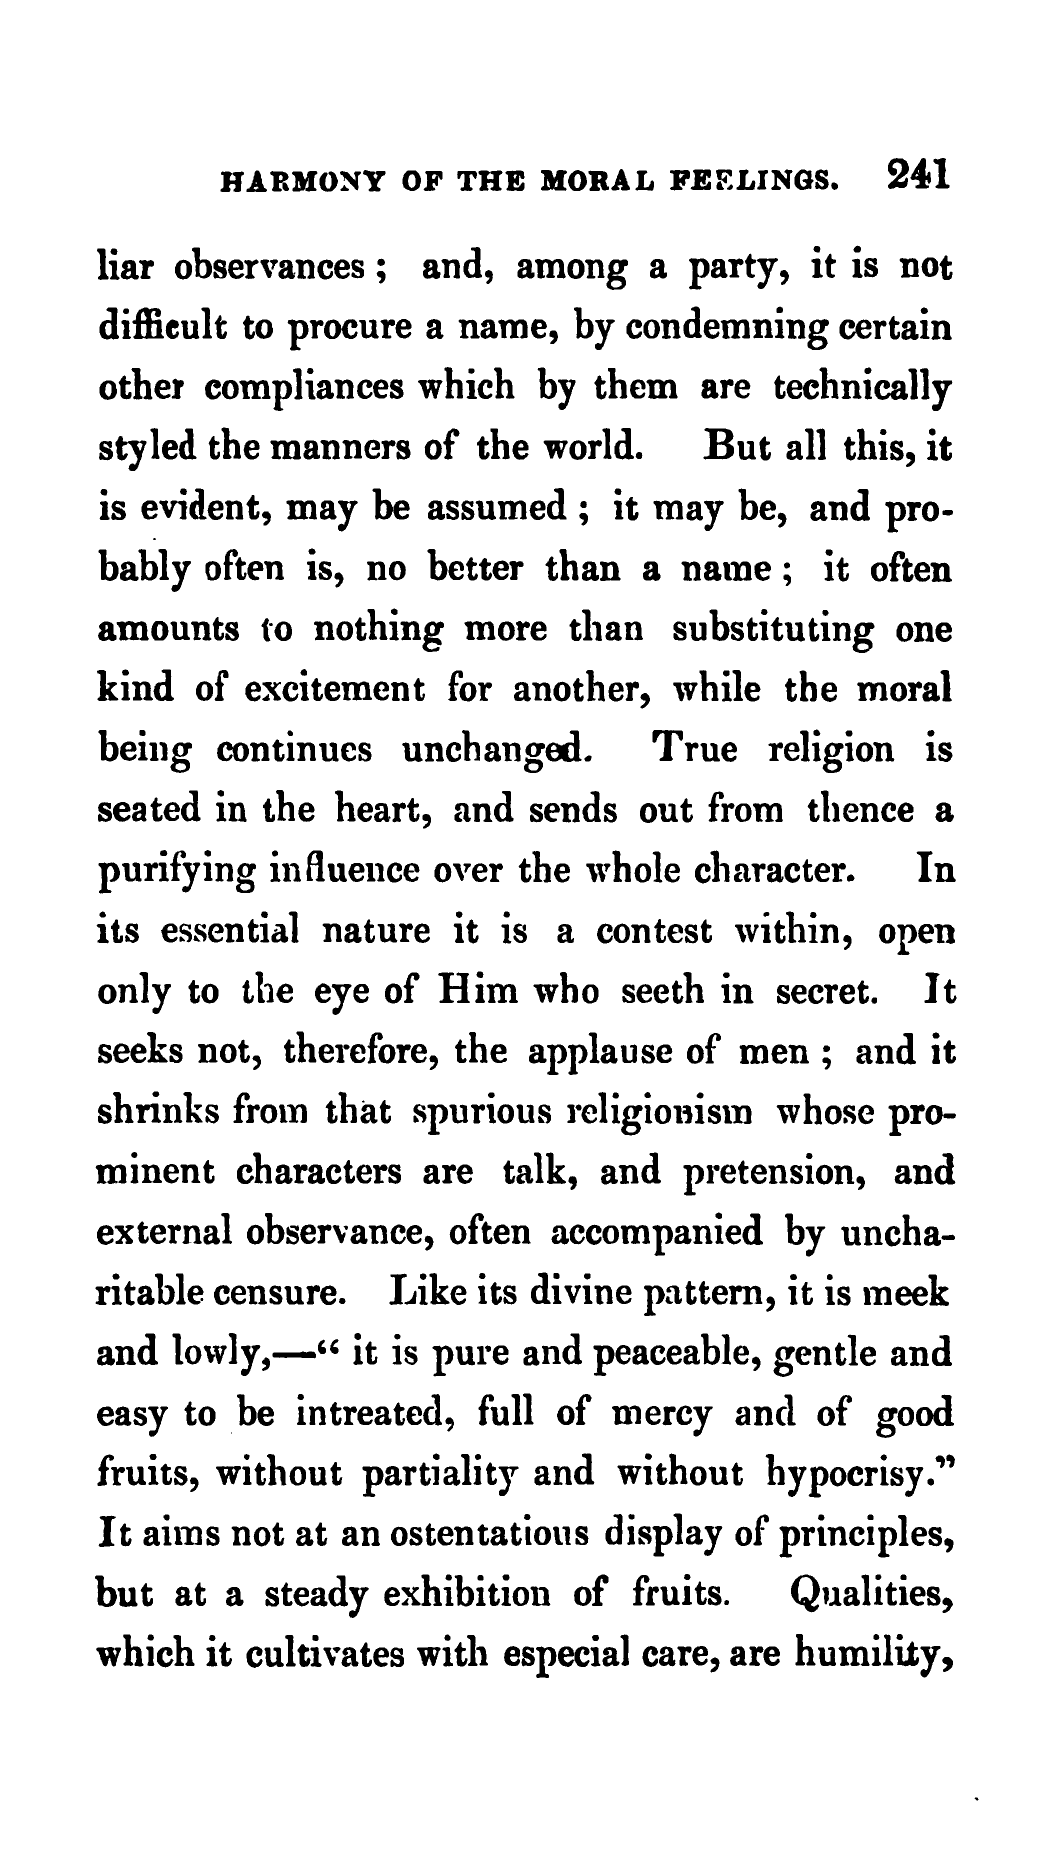 HARMONY OF THE MORAL FEELINGS. 241
liar observances ; and, among a party, it is not
difficult to procure a name, by condemning certain
other compliances which by them are technically
styled the manners of the world. But all this, it
is evident, may be assumed ; it may be, and pro-
bably often is, no better than a name ; it often
amounts to nothing more than substituting one
kind of excitement for another, while the moral
being continues unchanged. True religion is
seated in the heart, and sends out from thence a
purifying influence over the whole character. In
its essential nature it is a contest within, open
only to the eye of Him who seeth in secret. It
seeks not, therefore, the applause of men ; and it
shrinks from that spurious religionism whose pro-
minent characters are talk, and pretension, and
external observance, often accompanied by uncha-
ritable censure. Like its divine pattern, it is meek
and lowly,—“ it is pure and peaceable, gentle and
easy to be intreated, full of mercy and of good
fruits, without partiality and without hypocrisy.”
It aims not at an ostentatious display of principles,
but at a steady exhibition of fruits. Qualities,
which it cultivates with especial care, are humility,